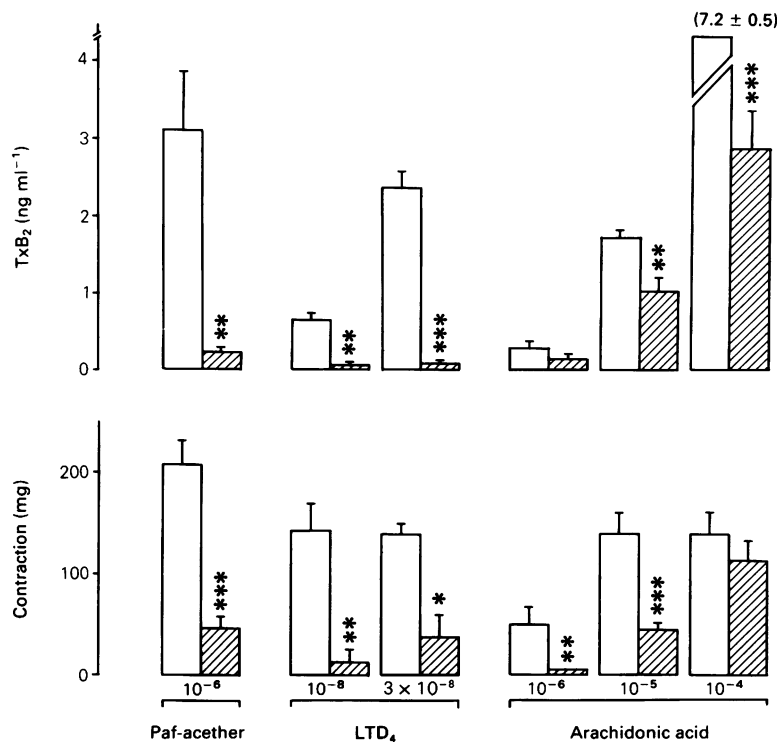 (7.2 ± 0.5)
TxB₂ (ng ml⁻¹)
4
3
2
1
0
** ** *** ** ***
Contraction (mg)
200
100
0
*** ** * ** ***
10⁻⁶ 10⁻⁸ 3 × 10⁻⁸ 10⁻⁶ 10⁻⁵ 10⁻⁴
Paf-acether LTD₄ Arachidonic acid